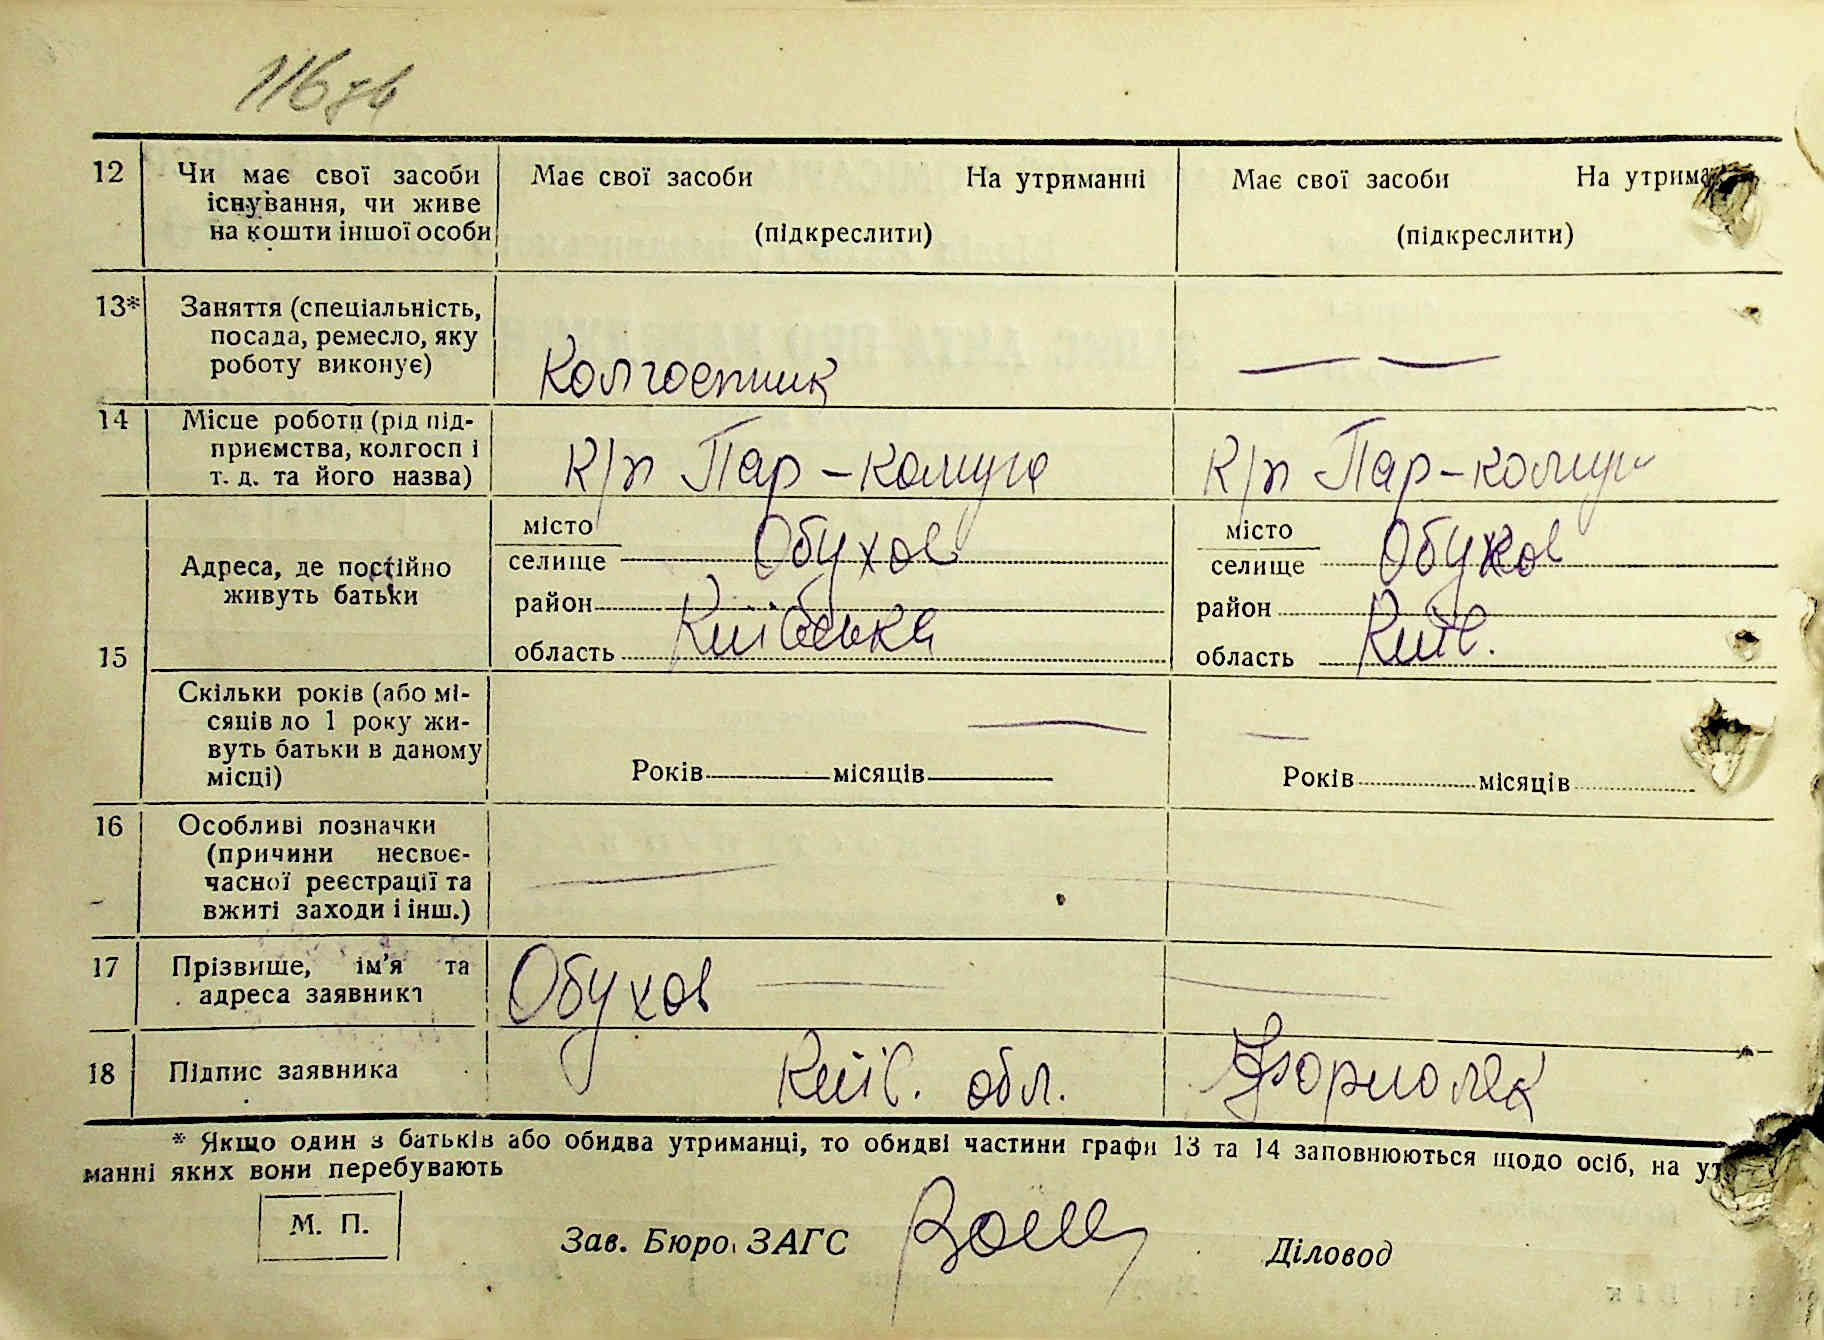 116зв
12 Чи має свої засоби існування, чи живе на кошти іншої особи
Має свої засоби На утриманні
(підкреслити)
Має свої засоби На утрима
(підкреслити)
13* Заняття (спеціальність, посада, ремесло, яку роботу виконує)
Колгоспник
14 Місце роботи (рід підприємства, колгосп і т. д. та його назва)
К/п Пар-комуна
К/п Пар-комун
15 Адреса, де постійно живуть батьки
місто
селище Обухов
район
область Київська
місто
селище Обухов
район
область Київ.
Скільки років (або місяців до 1 року живуть батьки в даному місці)
Років місяців
Років місяців
16 Особливі позначки (причини несвоєчасної реєстрації та вжиті заходи і інш.)
17 Прізвище, ім'я та адреса заявника
Обухов
18 Підпис заявника
Київ. обл.
* Якщо один з батьків або обидва утриманці, то обидві частини графи 13 та 14 заповнюються щодо осіб, на ут
манні яких вони перебувають
М. П.
Зав. Бюро ЗАГС
Діловод